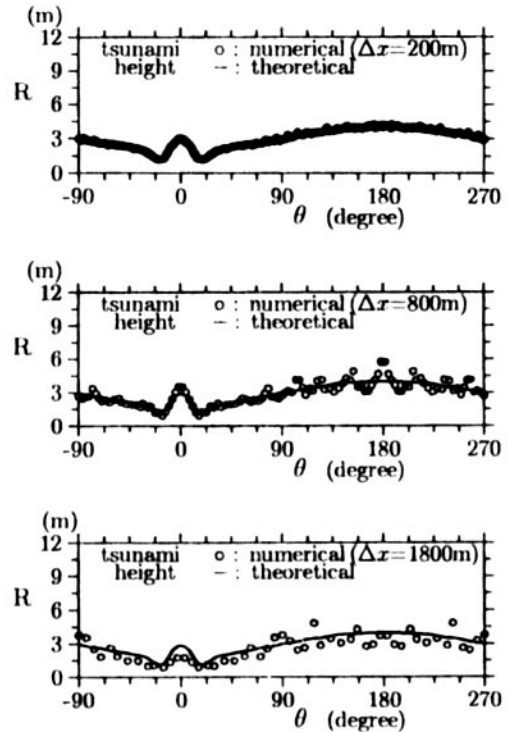 (m)
12
tsunami o : numerical (Δx=200m)
9
height – : theoretical
R
6
3
0
-90 0 90 180 270
θ (degree)
(m)
12
tsunami o : numerical (Δx=800m)
9
height – : theoretical
R
6
3
0
-90 0 90 180 270
θ (degree)
(m)
12
tsunami o : numerical (Δx=1800m)
9
height – : theoretical
R
6
3
0
-90 0 90 180 270
θ (degree)